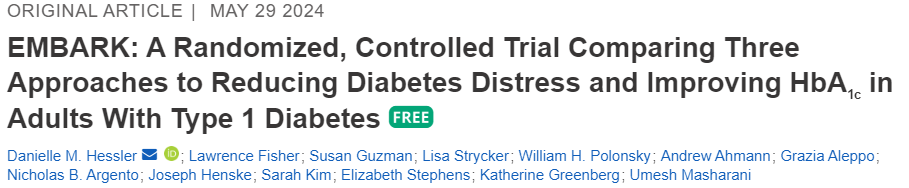 ORIGINAL ARTICLE | MAY 29 2024
EMBARK: A Randomized, Controlled Trial Comparing Three
Approaches to Reducing Diabetes Distress and Improving HbA1c in
Adults With Type 1 Diabetes FREE
Danielle M. Hessler iD; Lawrence Fisher; Susan Guzman; Lisa Strycker; William H. Polonsky; Andrew Ahmann; Grazia Aleppo;
Nicholas B. Argento; Joseph Henske; Sarah Kim; Elizabeth Stephens; Katherine Greenberg; Umesh Masharani